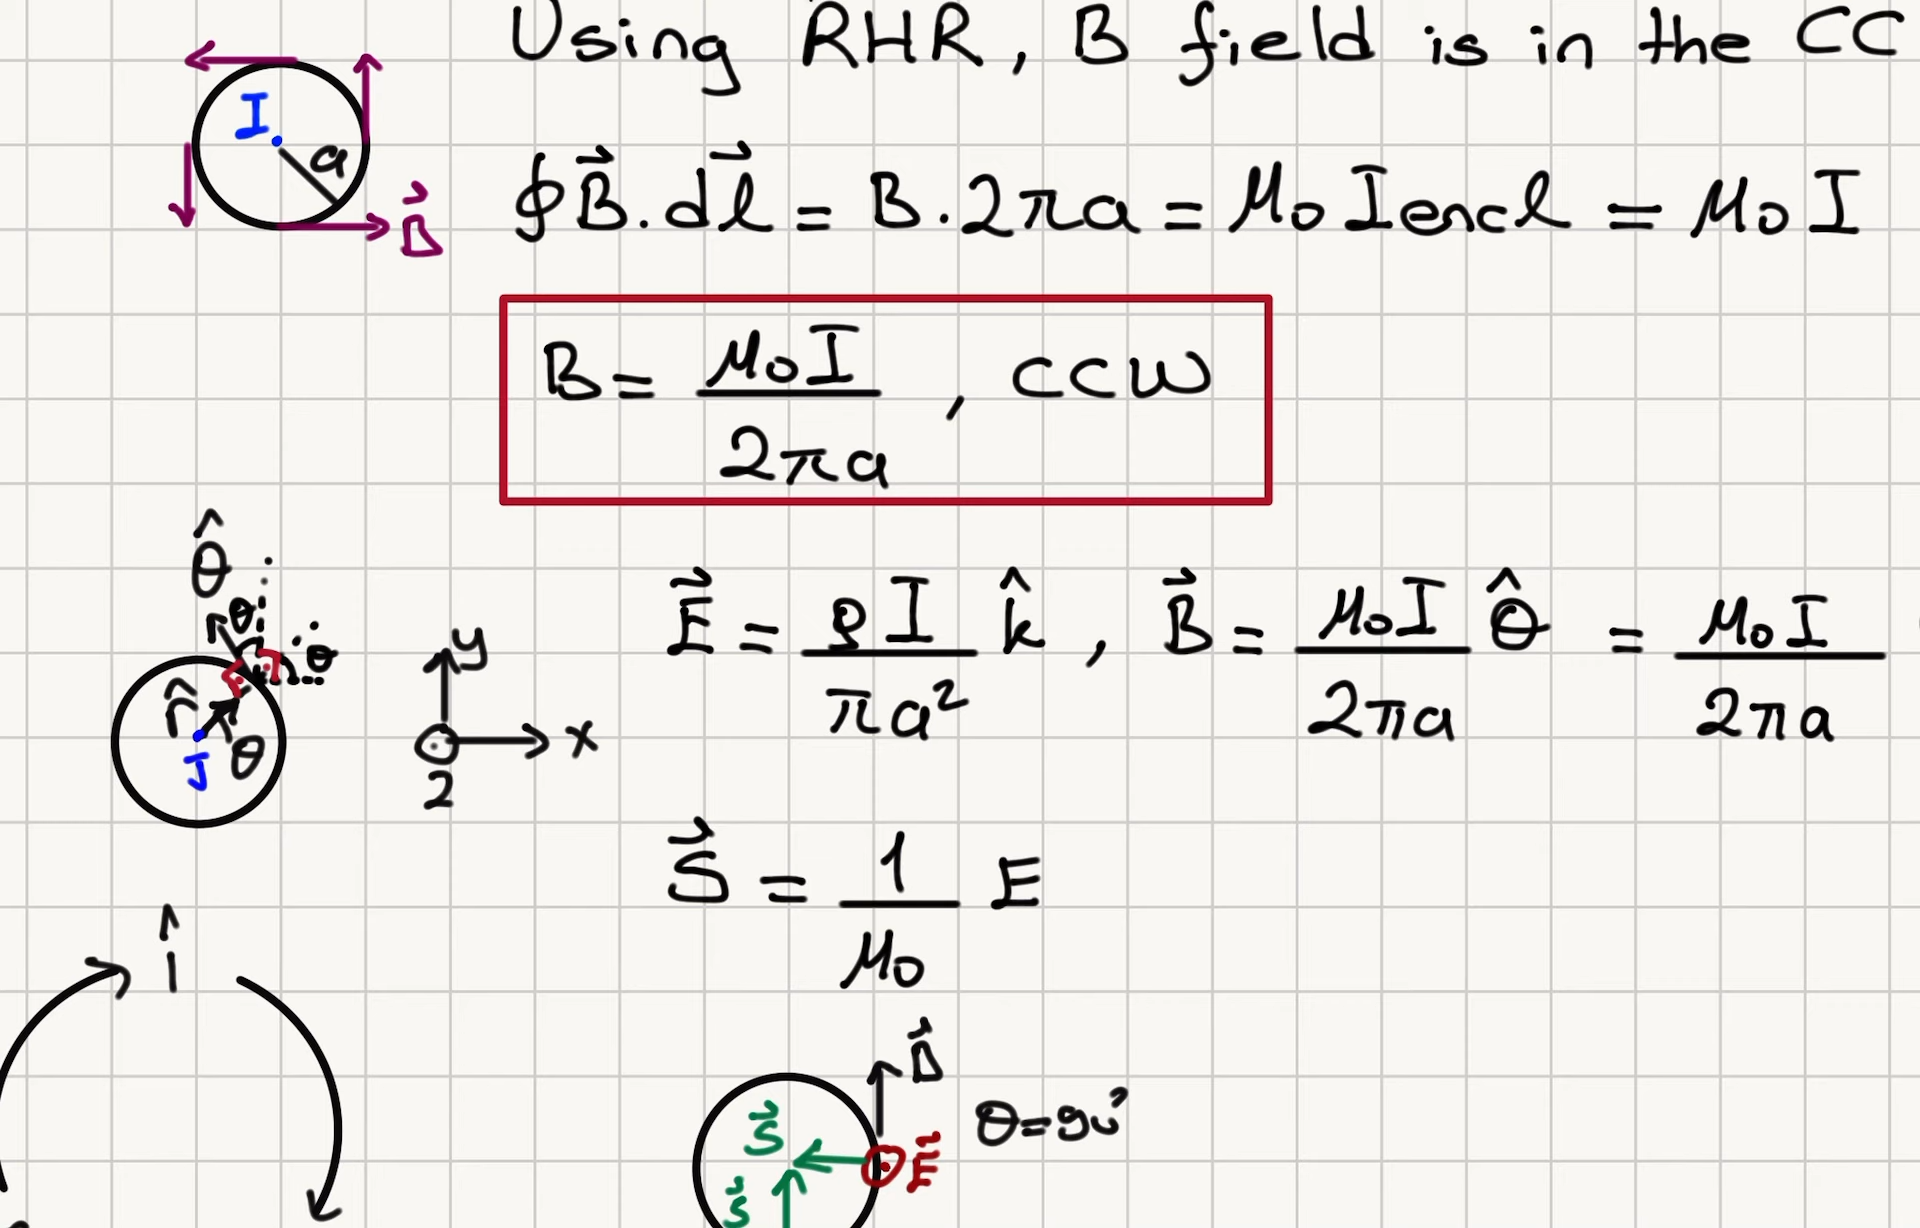 Using RHR, B field is in the CC
I
a
B⃗
∮B⃗.dl⃗ = B.2πa = μ₀Iencl = μ₀I
B = μ₀I/2πa , CCW
θ̂
θ
θ
r̂
θ
J
y
x
z
E⃗ = ρI/πa² k̂ , B⃗ = μ₀I/2πa θ̂ = μ₀I/2πa
S⃗ = 1/μ₀ E
î
B⃗
S⃗
θ=90°
E⃗
S⃗